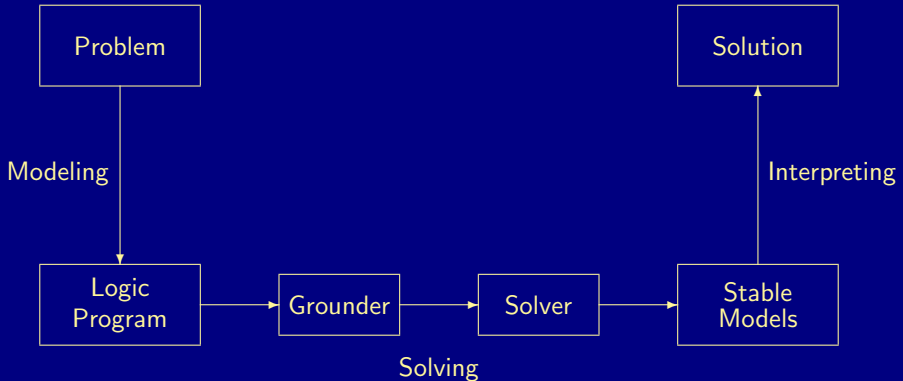 Problem
Solution
Modeling
Interpreting
Logic
Program
Grounder
Solver
Stable
Models
Solving